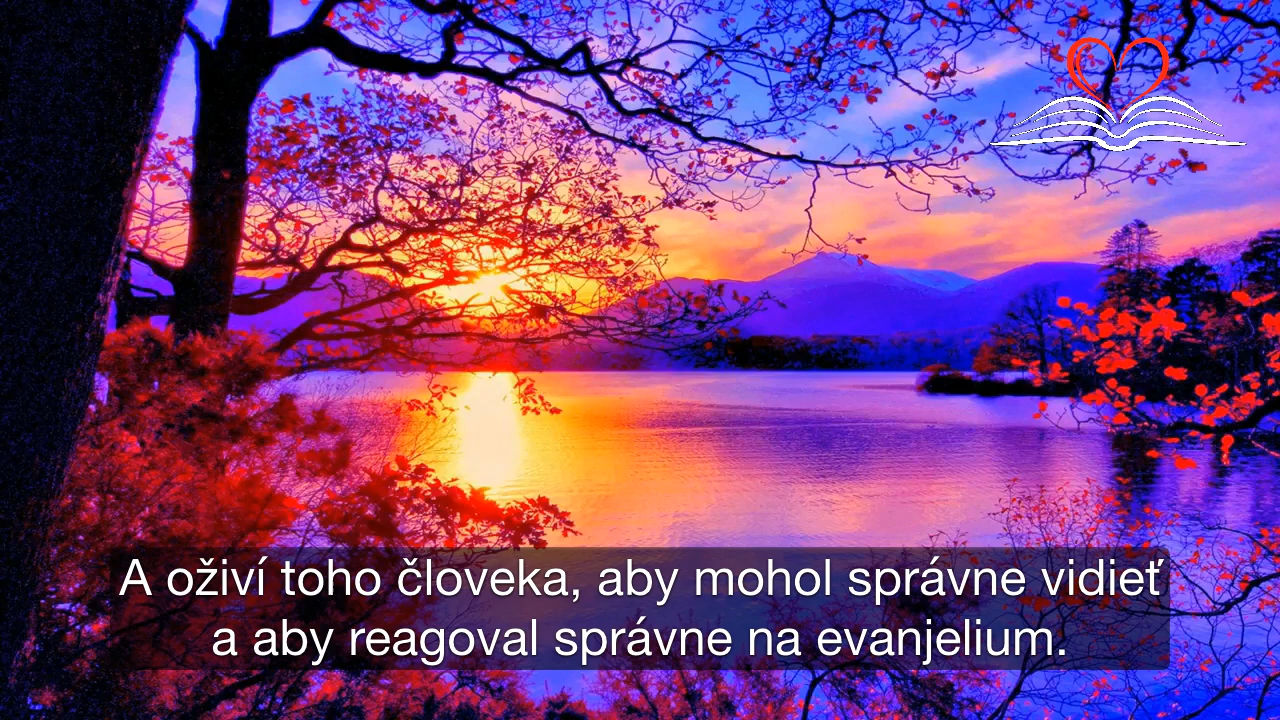 A oživí toho človeka, aby mohol správne vidieť
a aby reagoval správne na evanjelium.